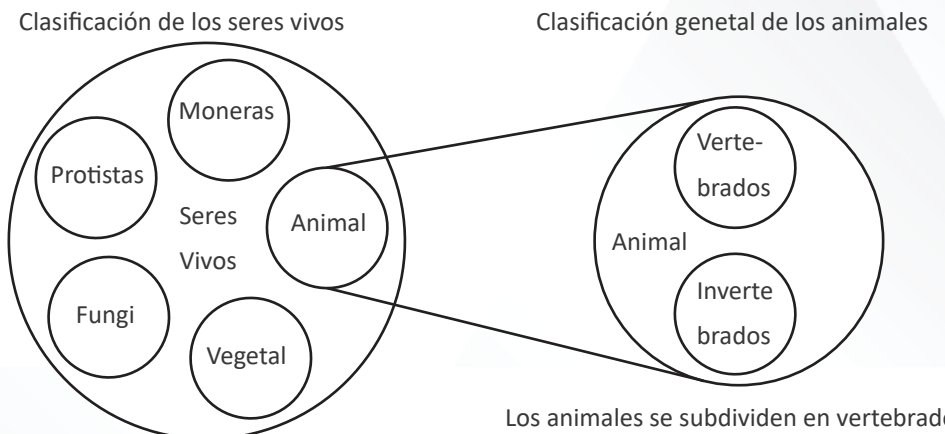 Clasificación de los seres vivos
Clasificación genetal de los animales
Moneras
Protistas
Seres
Vivos
Animal
Fungi
Vegetal
Verte-
brados
Animal
Inverte
brados
Los animales se subdividen en vertebrado